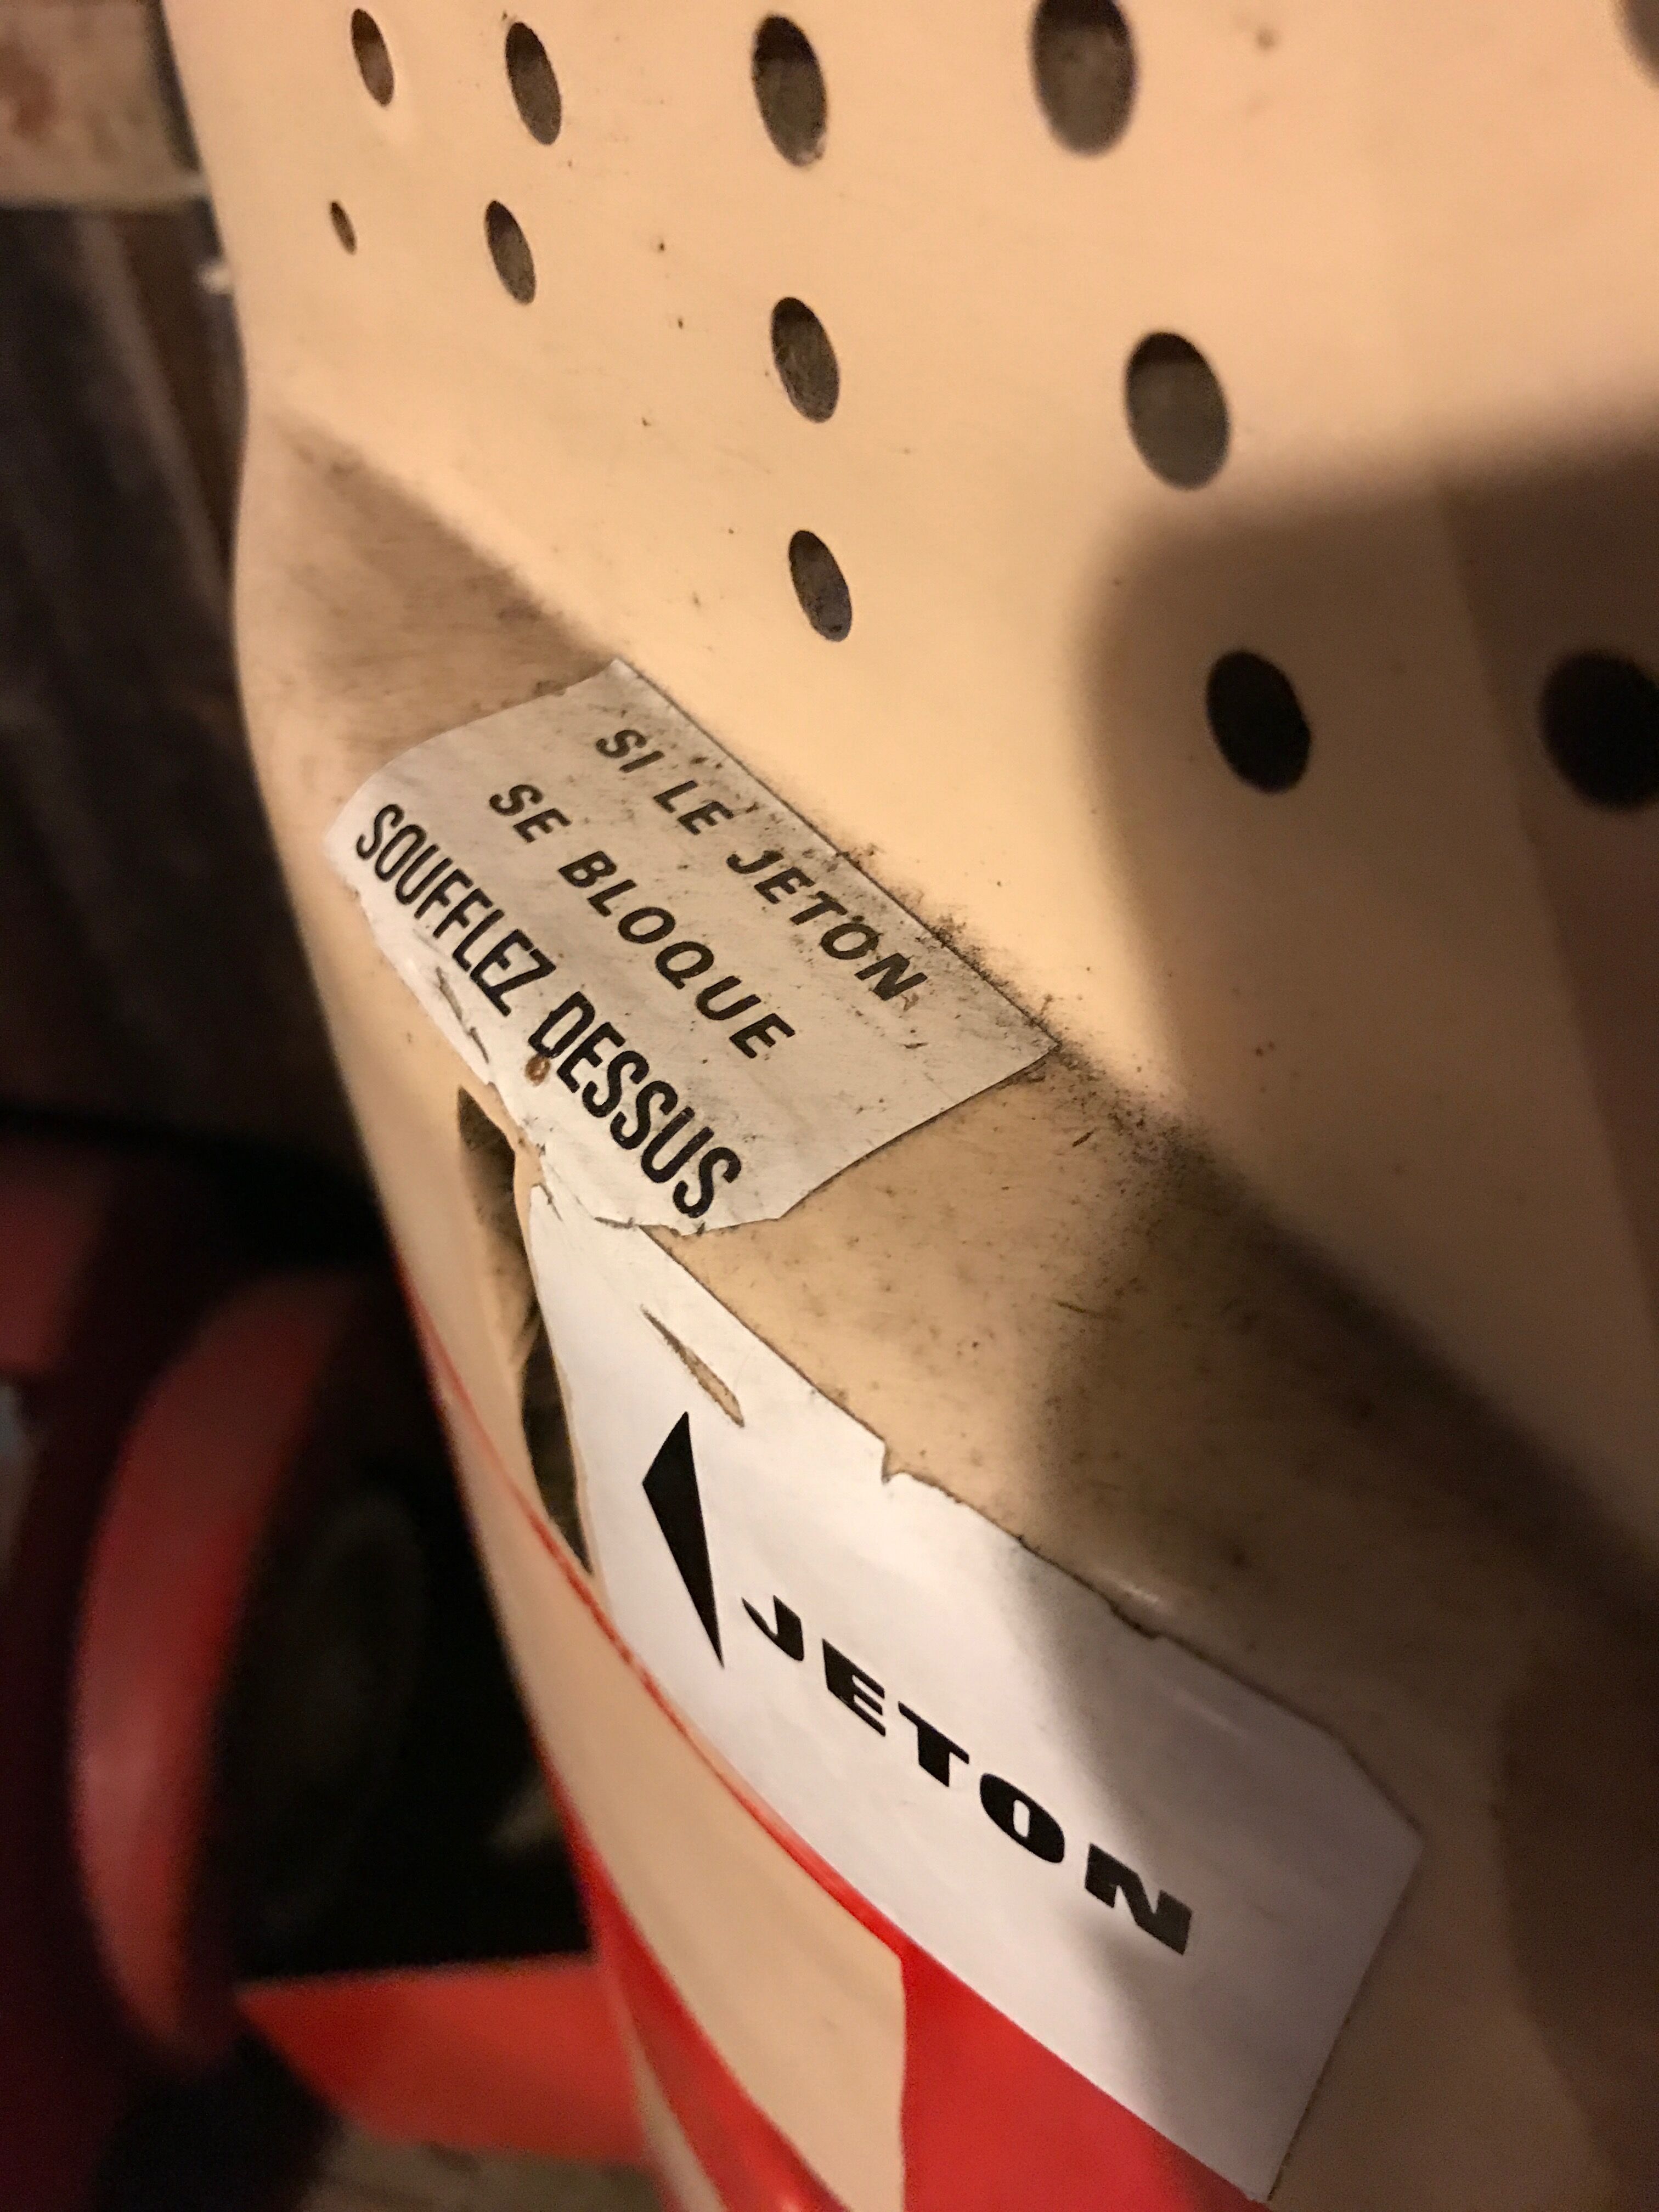 SI LE JETON
SE BLOQUE
SOUFFLEZ DESSUS
JETON